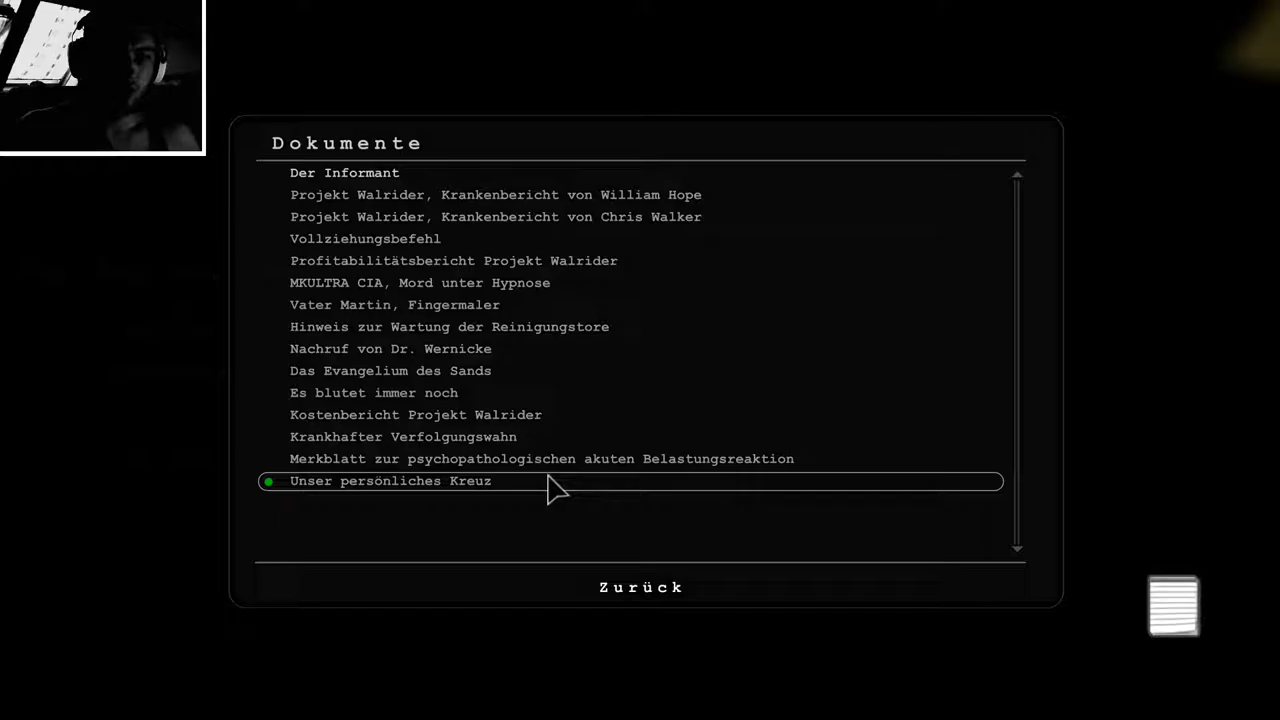 Dokumente
Der Informant
Projekt Walrider, Krankenbericht von William Hope
Projekt Walrider, Krankenbericht von Chris Walker
Vollziehungsbefehl
Profitabilitätsbericht Projekt Walrider
MKULTRA CIA, Mord unter Hypnose
Vater Martin, Fingermaler
Hinweis zur Wartung der Reinigungstore
Nachruf von Dr. Wernicke
Das Evangelium des Sands
Es blutet immer noch
Kostenbericht Projekt Walrider
Krankhafter Verfolgungswahn
Merkblatt zur psychopathologischen akuten Belastungsreaktion
Unser persönliches Kreuz
Zurück